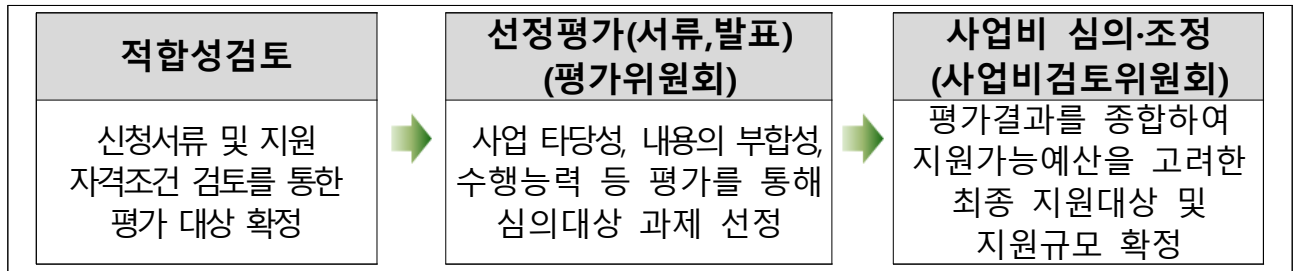 적합성검토
신청서류 및 지원
자격조건 검토를 통한
평가 대상 확정
선정평가(서류,발표)
(평가위원회)
사업 타당성, 내용의 부합성,
수행능력 등 평가를 통해
심의대상 과제 선정
사업비 심의·조정
(사업비검토위원회)
평가결과를 종합하여
지원가능예산을 고려한
최종 지원대상 및
지원규모 확정